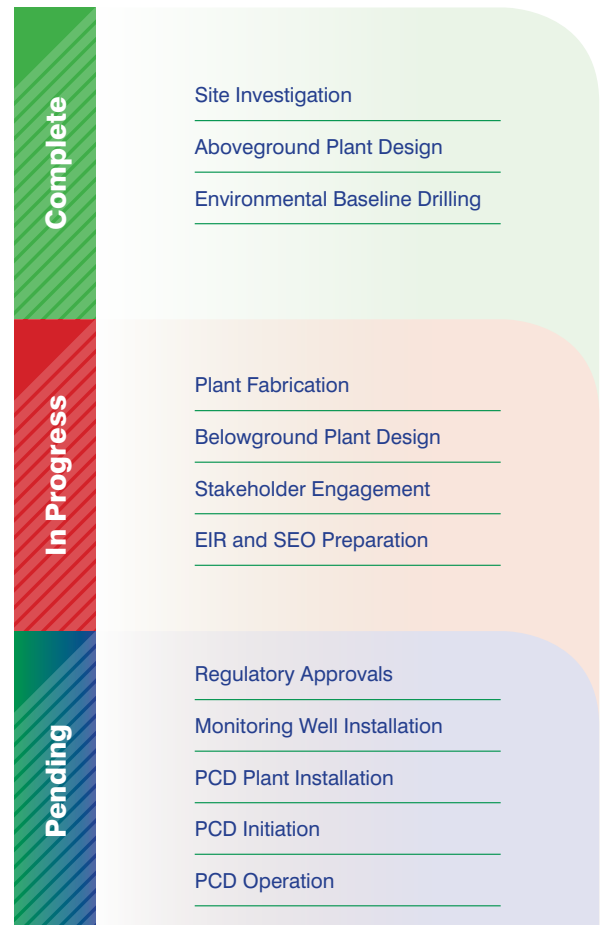 Complete
Site Investigation
Aboveground Plant Design
Environmental Baseline Drilling
In Progress
Plant Fabrication
Belowground Plant Design
Stakeholder Engagement
EIR and SEO Preparation
Pending
Regulatory Approvals
Monitoring Well Installation
PCD Plant Installation
PCD Initiation
PCD Operation